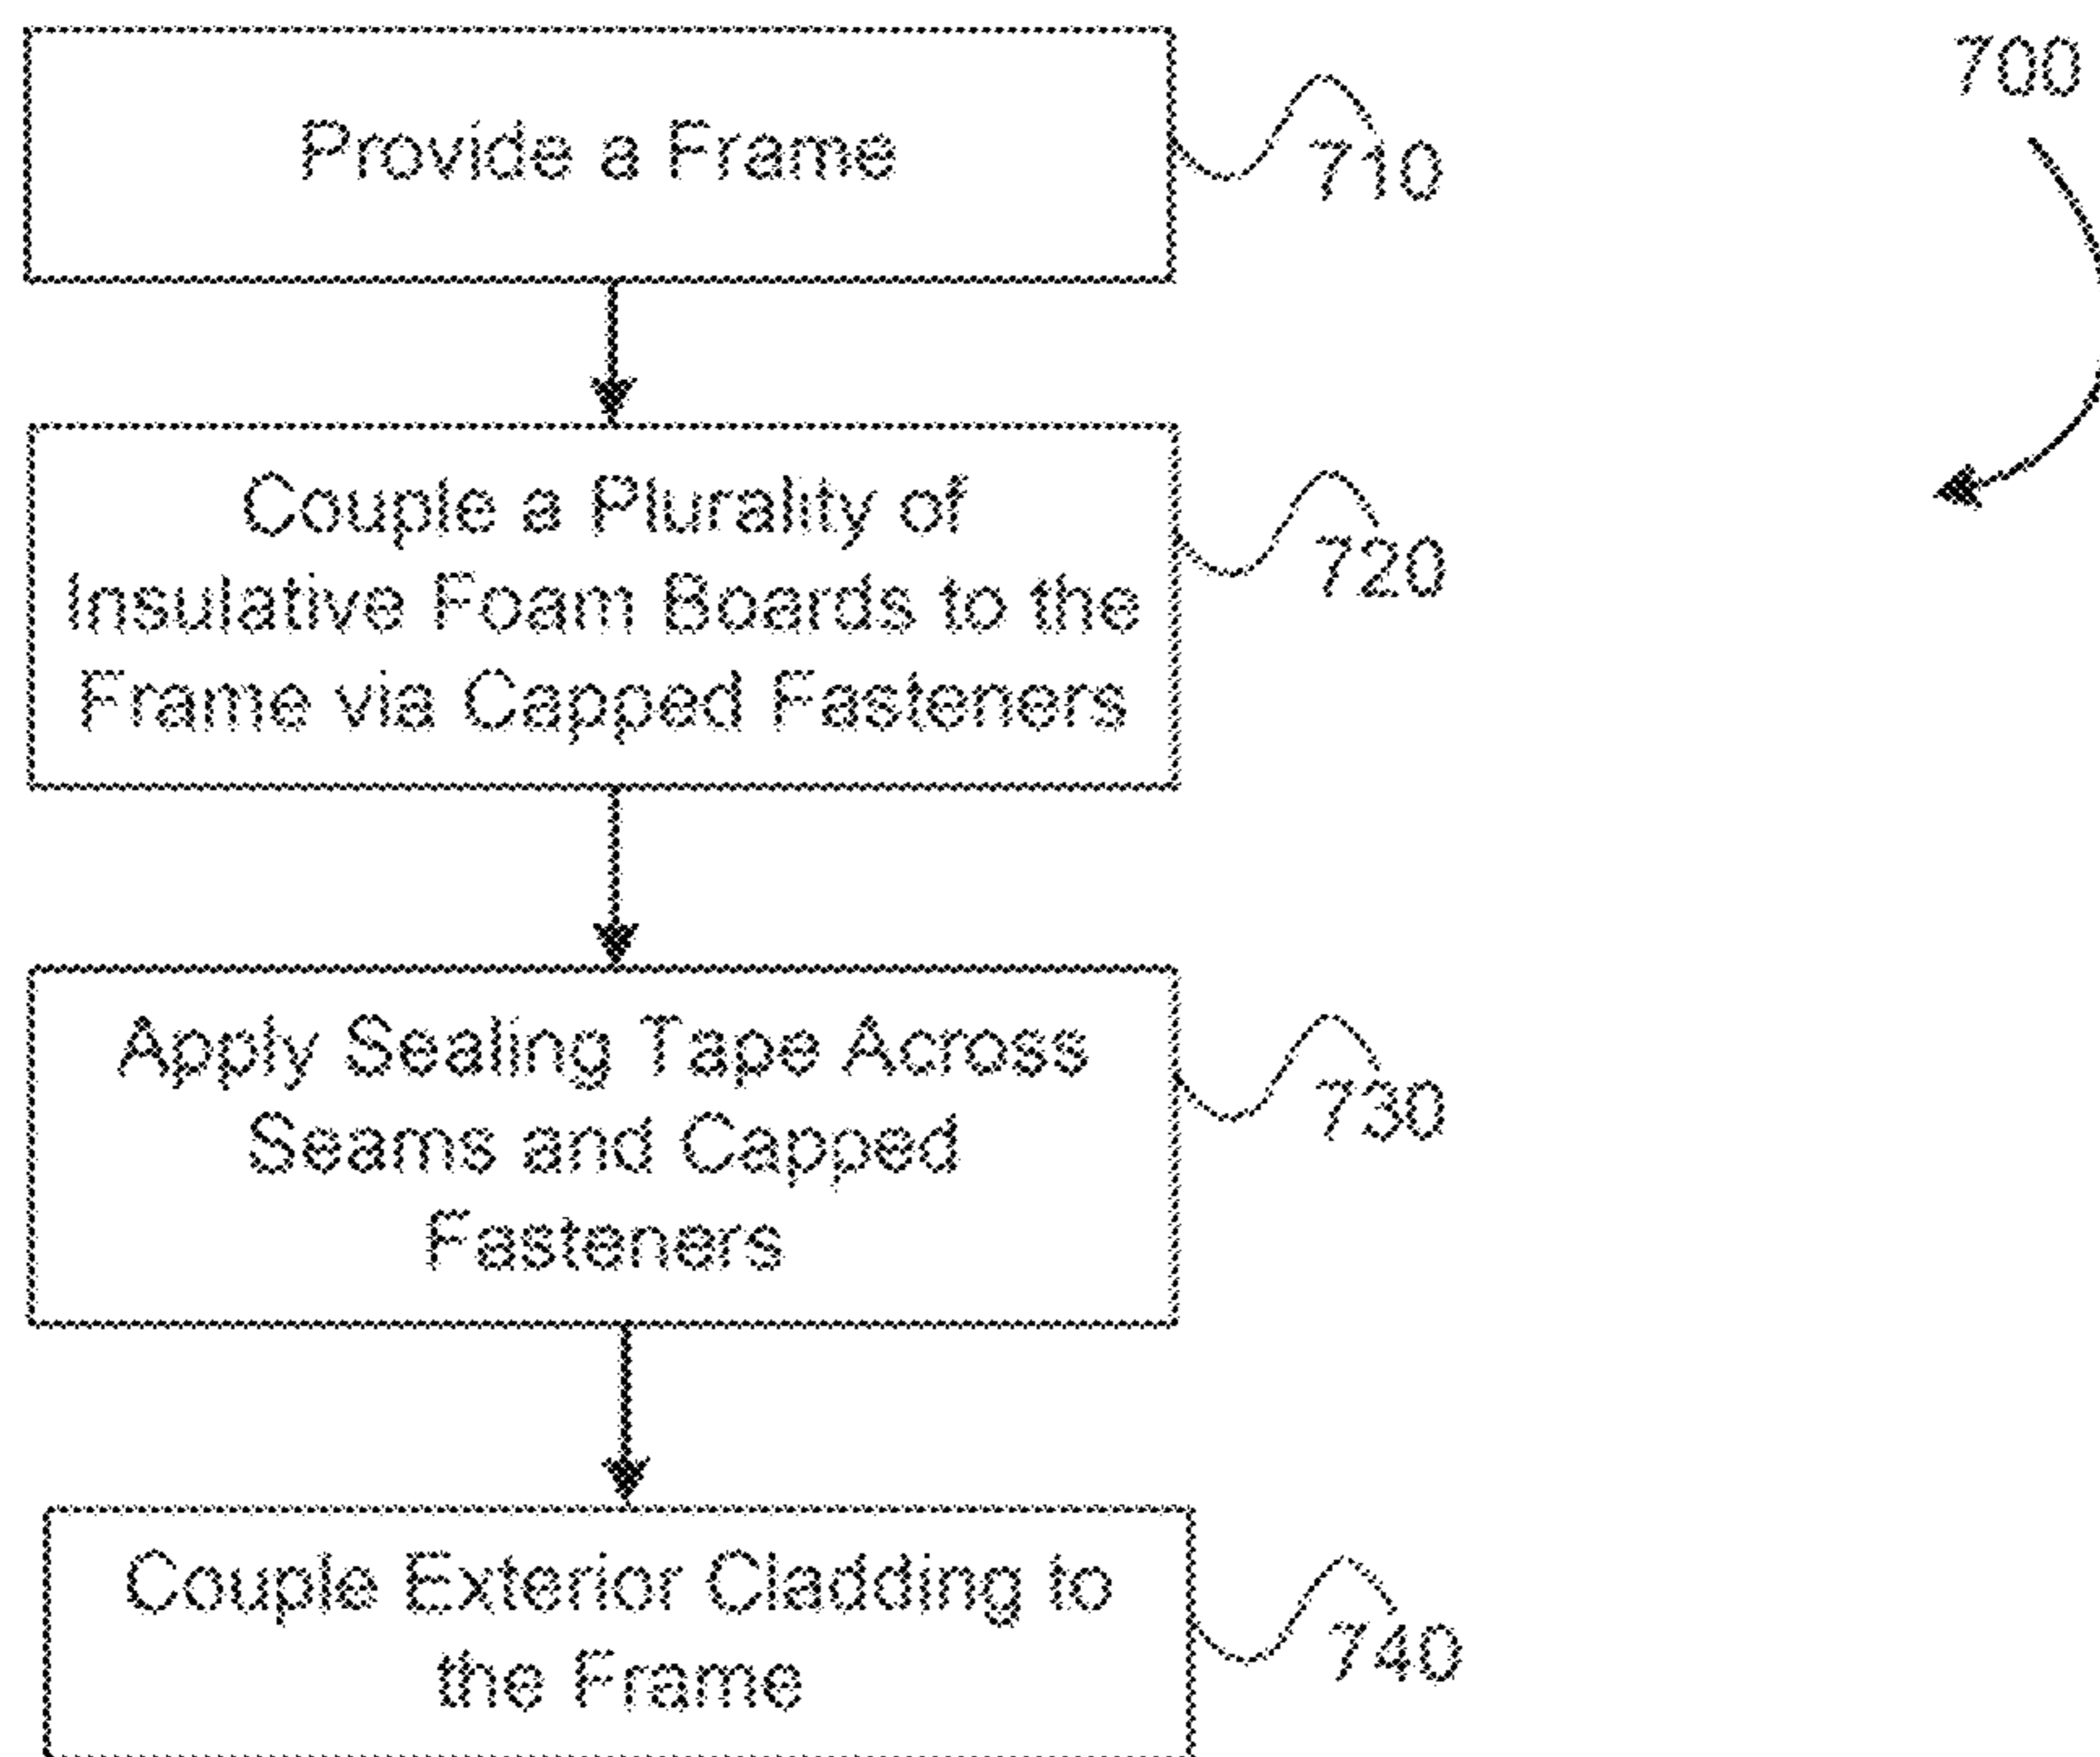 700
Provide a Frame
710
Couple a Plurality of
Insulative Foam Boards to the
Frame via Capped Fasteners
720
Apply Sealing Tape Across
Seams and Capped
Fasteners
730
Couple Exterior Cladding to
the Frame
740